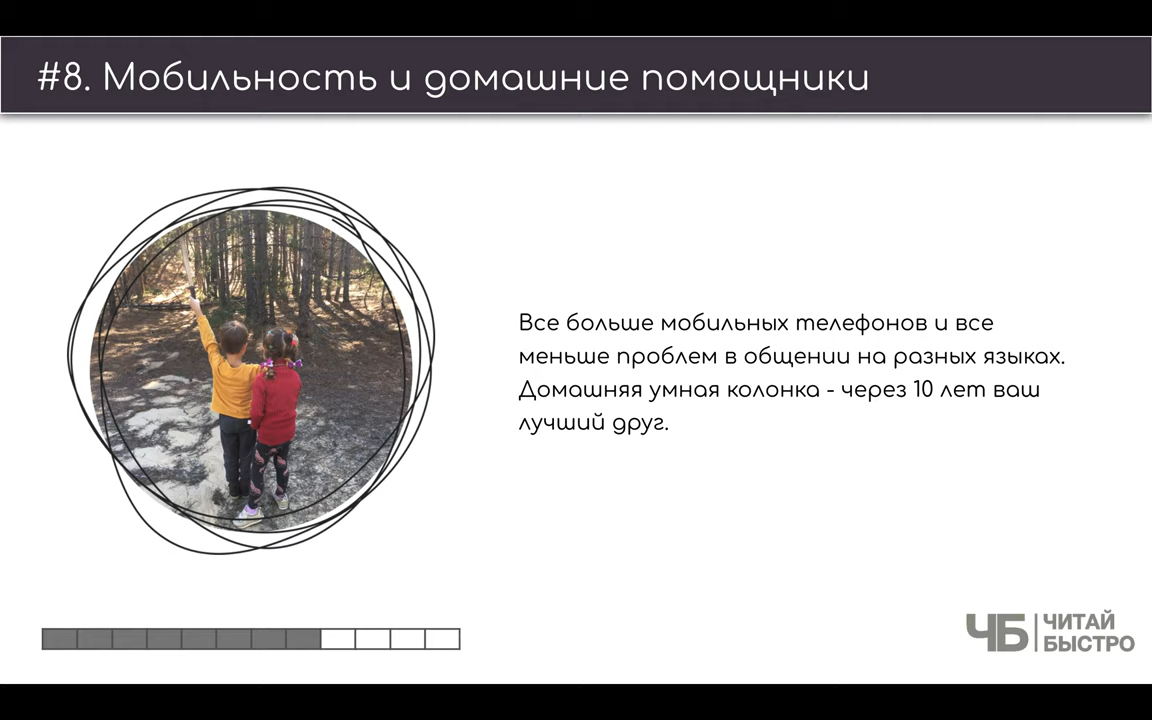 #8. Мобильность и домашние помощники
Все больше мобильных телефонов и все
меньше проблем в общении на разных языках.
Домашняя умная колонка - через 10 лет ваш
лучший друг.
ЧБ
ЧИТАЙ
БЫСТРО